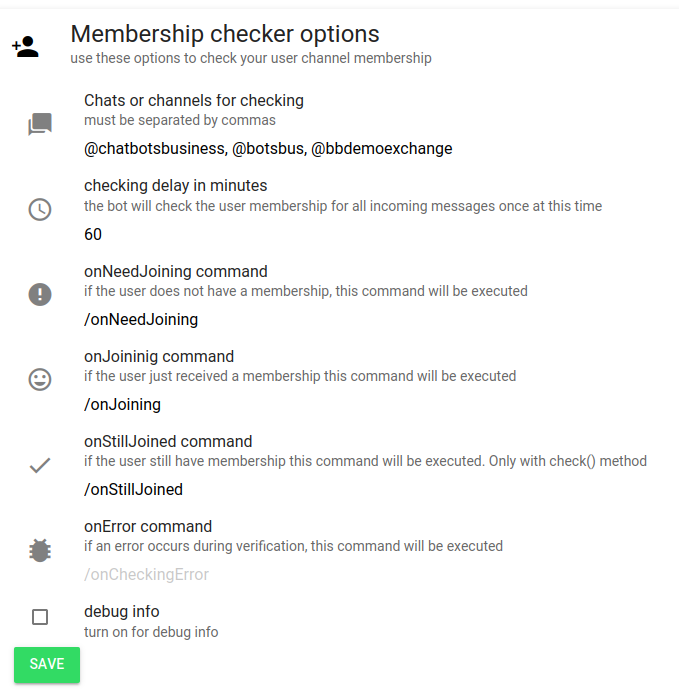 Membership checker options
use these options to check your user channel membership
Chats or channels for checking
must be separated by commas
@chatbotsbusiness, @botsbus, @bbdemoexchange
checking delay in minutes
the bot will check the user membership for all incoming messages once at this time
60
onNeedJoining command
if the user does not have a membership, this command will be executed
/onNeedJoining
onJoininig command
if the user just received a membership this command will be executed
/onJoining
onStillJoined command
if the user still have membership this command will be executed. Only with check() method
/onStillJoined
onError command
if an error occurs during verification, this command will be executed
/onCheckingError
debug info
turn on for debug info
SAVE